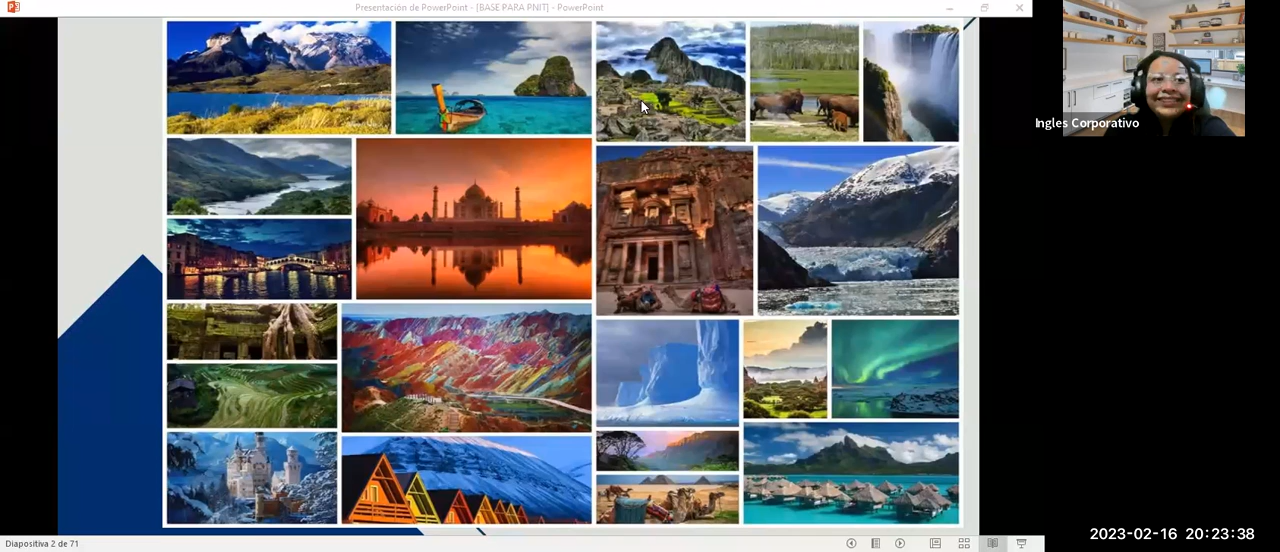 Presentación de PowerPoint - [BASE PARA PNIT] - PowerPoint
Ingles Corporativo
2023-02-16 20:23:38
Diapositiva 2 de 71